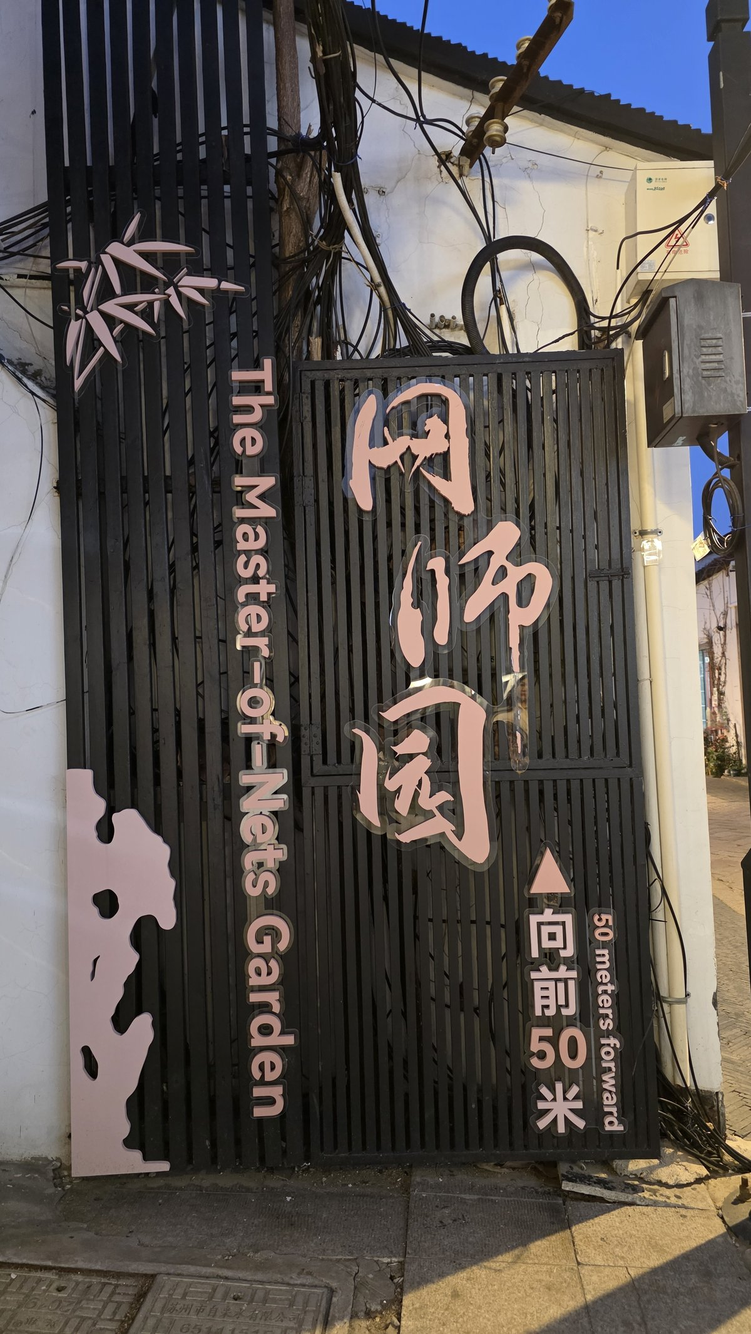 网师园
The Master-of-Nets Garden
向前50米
50 meters forward